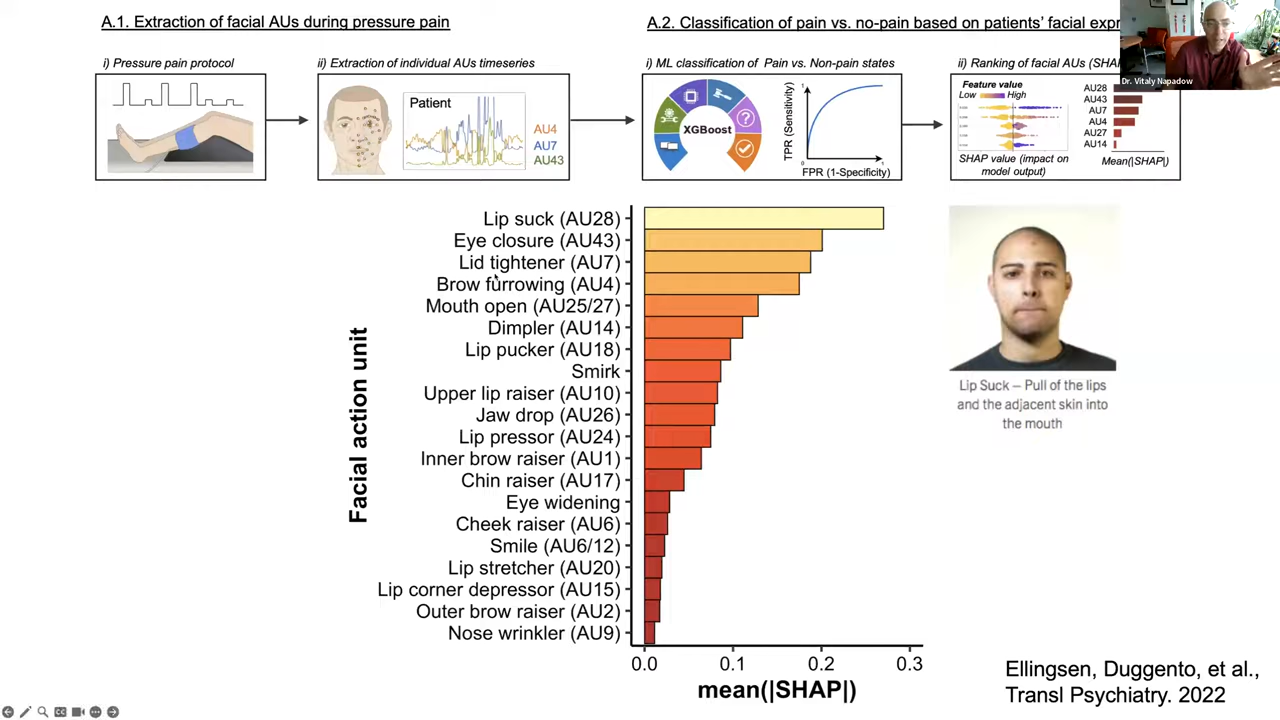 A.1. Extraction of facial AUs during pressure pain
A.2. Classification of pain vs. no-pain based on patients' facial expr
i) Pressure pain protocol
ii) Extraction of individual AUs timeseries
i) ML classification of Pain vs. Non-pain states
ii) Ranking of facial AUs (SHA
Dr. Vitaly Napadow
Patient
AU4
AU7
AU43
XGBoost
TPR (Sensitivity)
1
0
1
FPR (1-Specificity)
Feature value
Low High
SHAP value (impact on
model output)
AU28
AU43
AU7
AU4
AU27
AU14
Mean(|SHAP|)
Facial action unit
Lip suck (AU28)
Eye closure (AU43)
Lid tightener (AU7)
Brow furrowing (AU4)
Mouth open (AU25/27)
Dimpler (AU14)
Lip pucker (AU18)
Smirk
Upper lip raiser (AU10)
Jaw drop (AU26)
Lip pressor (AU24)
Inner brow raiser (AU1)
Chin raiser (AU17)
Eye widening
Cheek raiser (AU6)
Smile (AU6/12)
Lip stretcher (AU20)
Lip corner depressor (AU15)
Outer brow raiser (AU2)
Nose wrinkler (AU9)
0.0 0.1 0.2 0.3
mean(|SHAP|)
Lip Suck – Pull of the lips
and the adjacent skin into
the mouth
Ellingsen, Duggento, et al.,
Transl Psychiatry. 2022
CC